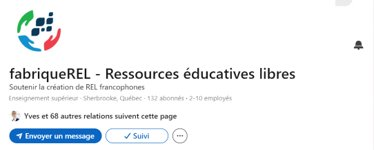 fabriqueREL - Ressources éducatives libres
Soutenir la création de REL francophones
Enseignement supérieur · Sherbrooke, Québec · 132 abonnés · 2-10 employés
Yves et 68 autres relations suivent cette page
Envoyer un message
Suivi